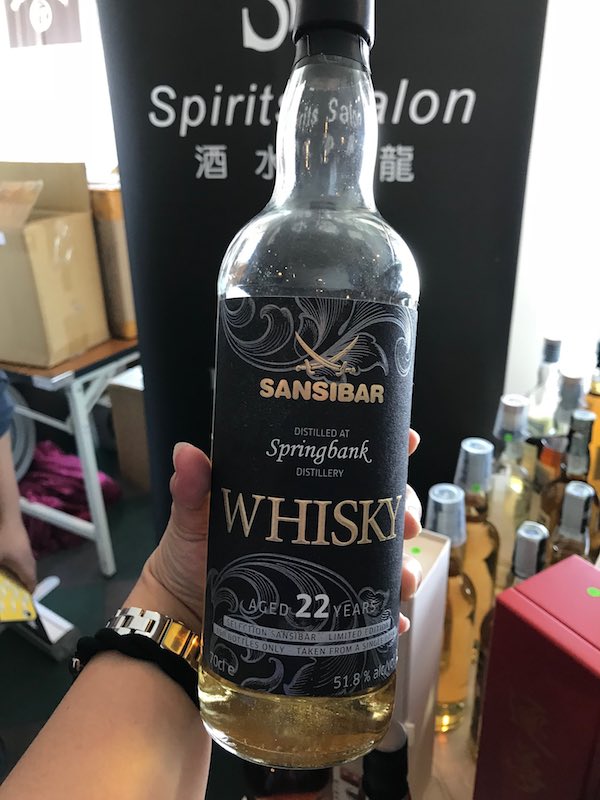 Spirits Salon
酒 水 龍
SANSIBAR
DISTILLED AT
Springbank
DISTILLERY
WHISKY
AGED 22 YEARS
SELECTION SANSIBAR LIMITED EDITION
BOTTLES ONLY TAKEN FROM A SINGLE
70cl e
51.8 % alc/vol